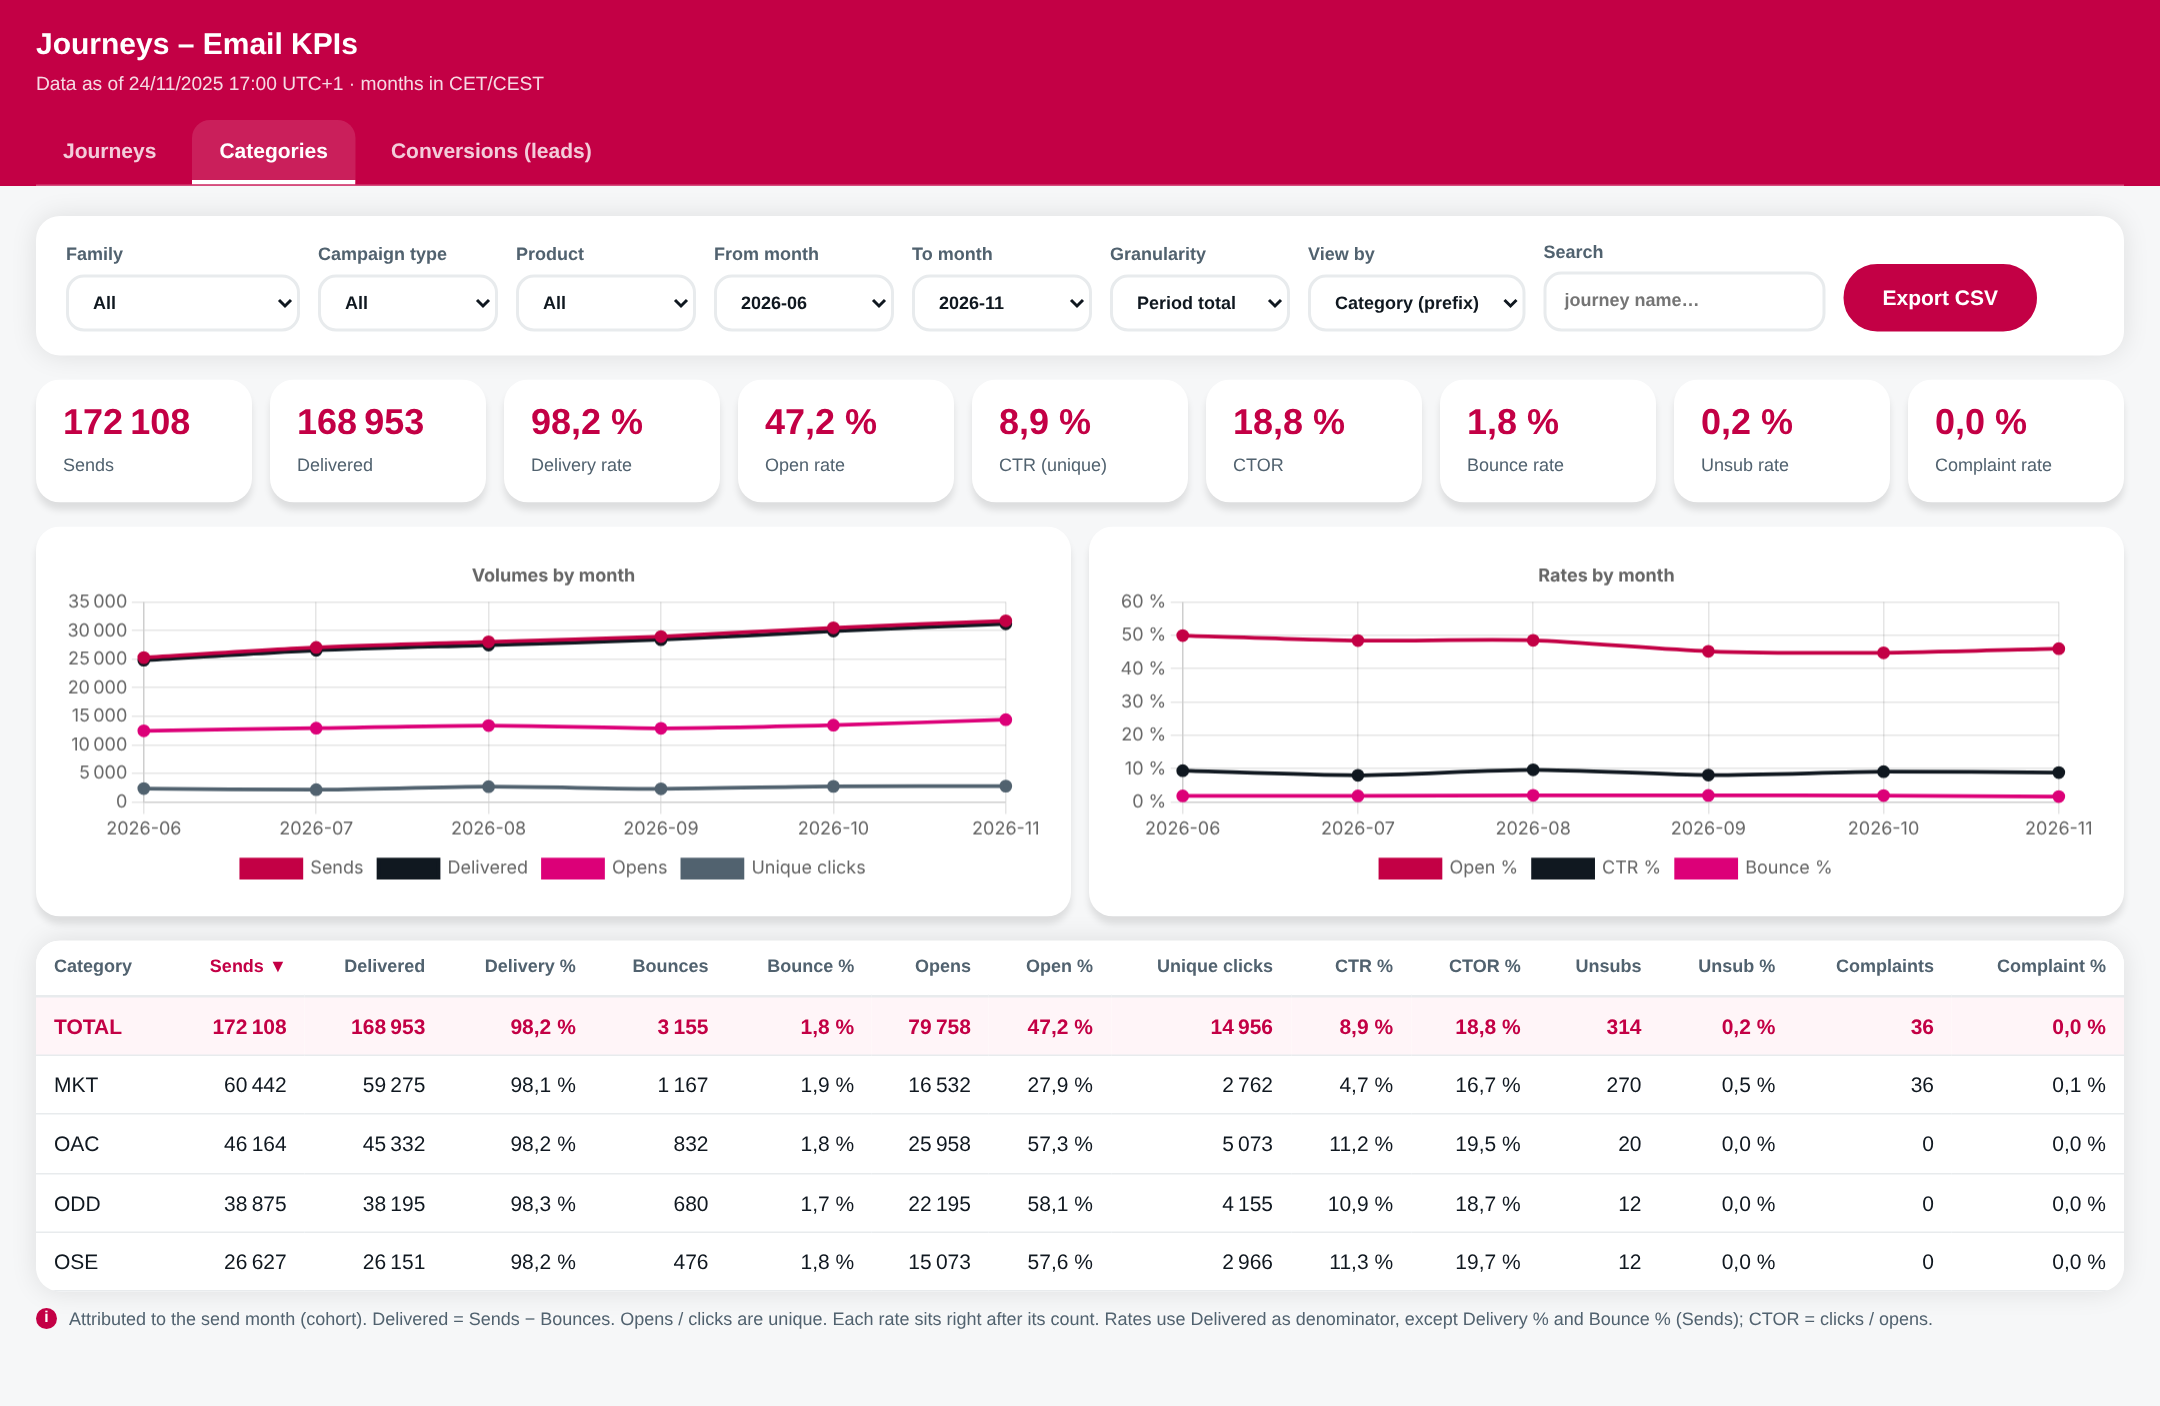 Journeys – Email KPIs
Data as of 24/11/2025 17:00 UTC+1 · months in CET/CEST
Journeys Categories Conversions (leads)
Family Campaign type Product From month To month Granularity View by Search
All All All 2026-06 2026-11 Period total Category (prefix) journey name… Export CSV
172 108 168 953 98,2 % 47,2 % 8,9 % 18,8 % 1,8 % 0,2 % 0,0 %
Sends Delivered Delivery rate Open rate CTR (unique) CTOR Bounce rate Unsub rate Complaint rate
Volumes by month
35 000
30 000
25 000
20 000
15 000
10 000
5 000
0
2026-06 2026-07 2026-08 2026-09 2026-10 2026-11
Sends Delivered Opens Unique clicks
Rates by month
60 %
50 %
40 %
30 %
20 %
10 %
0 %
2026-06 2026-07 2026-08 2026-09 2026-10 2026-11
Open % CTR % Bounce %
Category Sends ▼ Delivered Delivery % Bounces Bounce % Opens Open % Unique clicks CTR % CTOR % Unsubs Unsub % Complaints Complaint %
TOTAL 172 108 168 953 98,2 % 3 155 1,8 % 79 758 47,2 % 14 956 8,9 % 18,8 % 314 0,2 % 36 0,0 %
MKT 60 442 59 275 98,1 % 1 167 1,9 % 16 532 27,9 % 2 762 4,7 % 16,7 % 270 0,5 % 36 0,1 %
OAC 46 164 45 332 98,2 % 832 1,8 % 25 958 57,3 % 5 073 11,2 % 19,5 % 20 0,0 % 0 0,0 %
ODD 38 875 38 195 98,3 % 680 1,7 % 22 195 58,1 % 4 155 10,9 % 18,7 % 12 0,0 % 0 0,0 %
OSE 26 627 26 151 98,2 % 476 1,8 % 15 073 57,6 % 2 966 11,3 % 19,7 % 12 0,0 % 0 0,0 %
i Attributed to the send month (cohort). Delivered = Sends − Bounces. Opens / clicks are unique. Each rate sits right after its count. Rates use Delivered as denominator, except Delivery % and Bounce % (Sends); CTOR = clicks / opens.